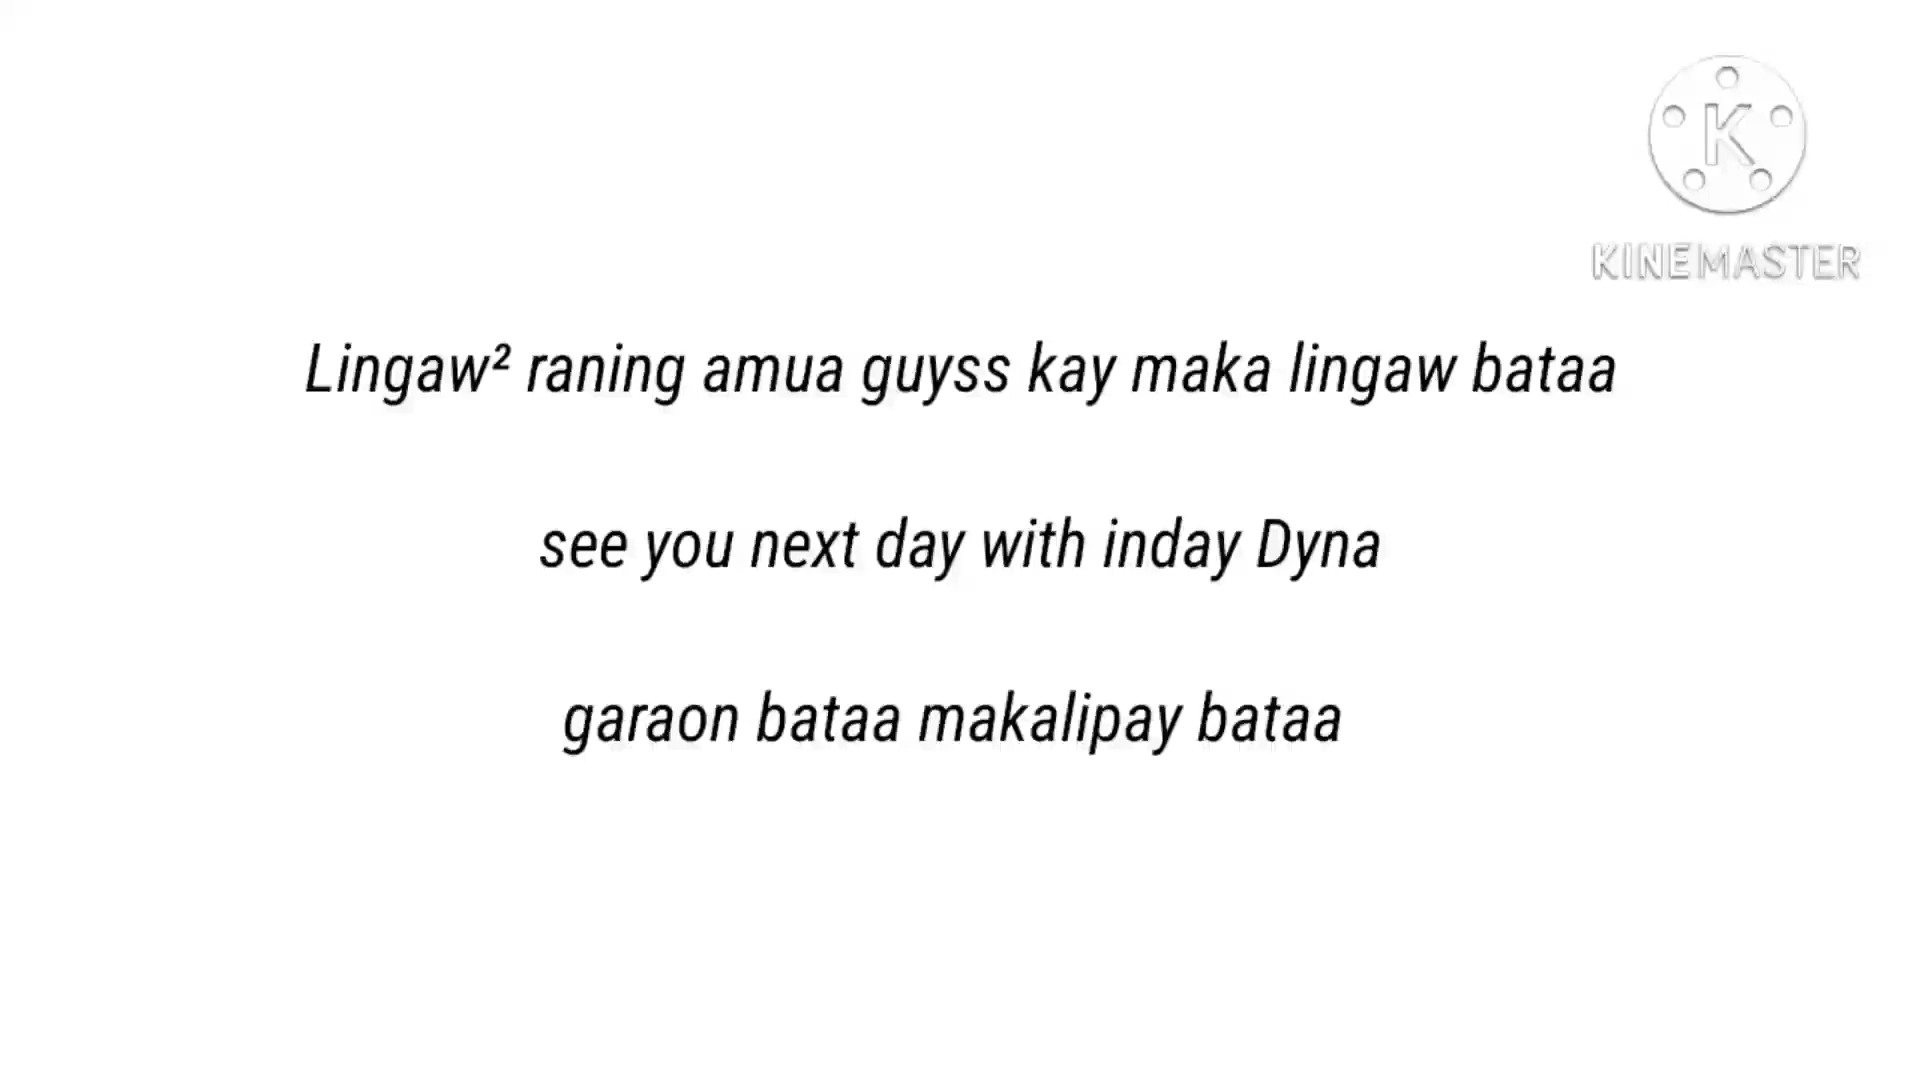 KINEMASTER
Lingaw² raning amua guyss kay maka lingaw bataa
see you next day with inday Dyna
garaon bataa makalipay bataa